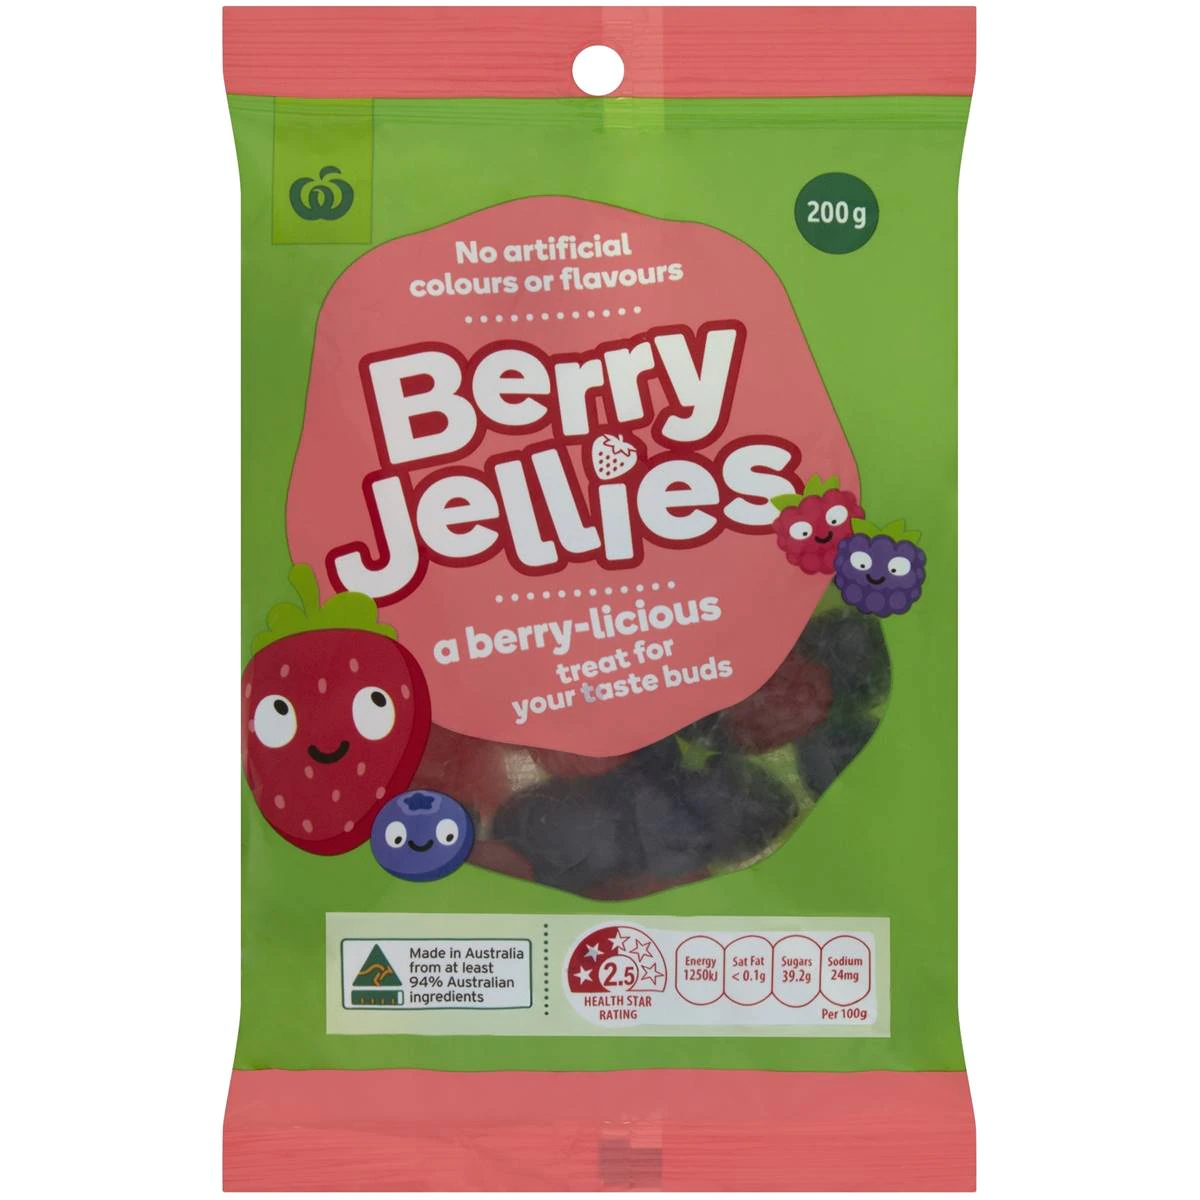 200g
No artificial
colours or flavours
Berry
Jellies
a berry-licious
treat for
your taste buds
Made in Australia
from at least
94% Australian
ingredients
2.5
HEALTH STAR
RATING
Energy
1250kJ
Sat Fat
< 0.1g
Sugars
39.2g
Sodium
24mg
Per 100g